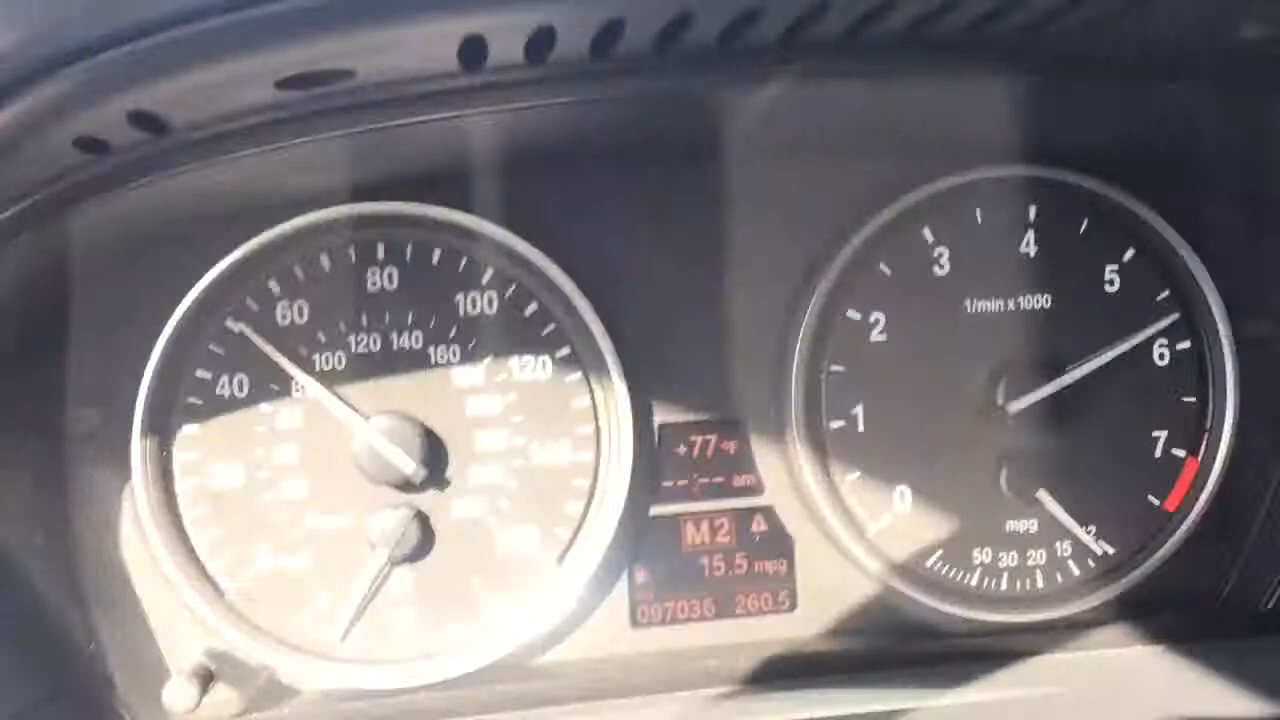 40 60 80 100 120
100 120 140 160
+77°F
--:-- am
M2
15.5 mpg
097036 260.5
0 1 2 3 4 5 6 7
1/min x 1000
mpg
50 30 20 15 12